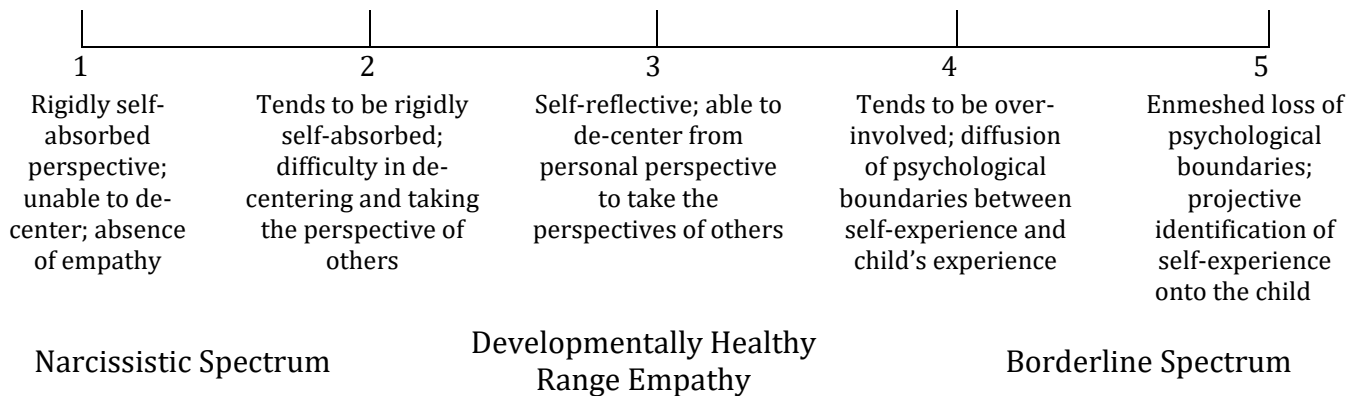 1
Rigidly self-
absorbed
perspective;
unable to de-
center; absence
of empathy
2
Tends to be rigidly
self-absorbed;
difficulty in de-
centering and taking
the perspective of
others
3
Self-reflective; able to
de-center from
personal perspective
to take the
perspectives of others
4
Tends to be over-
involved; diffusion
of psychological
boundaries between
self-experience and
child’s experience
5
Enmeshed loss of
psychological
boundaries;
projective
identification of
self-experience
onto the child
Narcissistic Spectrum
Developmentally Healthy
Range Empathy
Borderline Spectrum